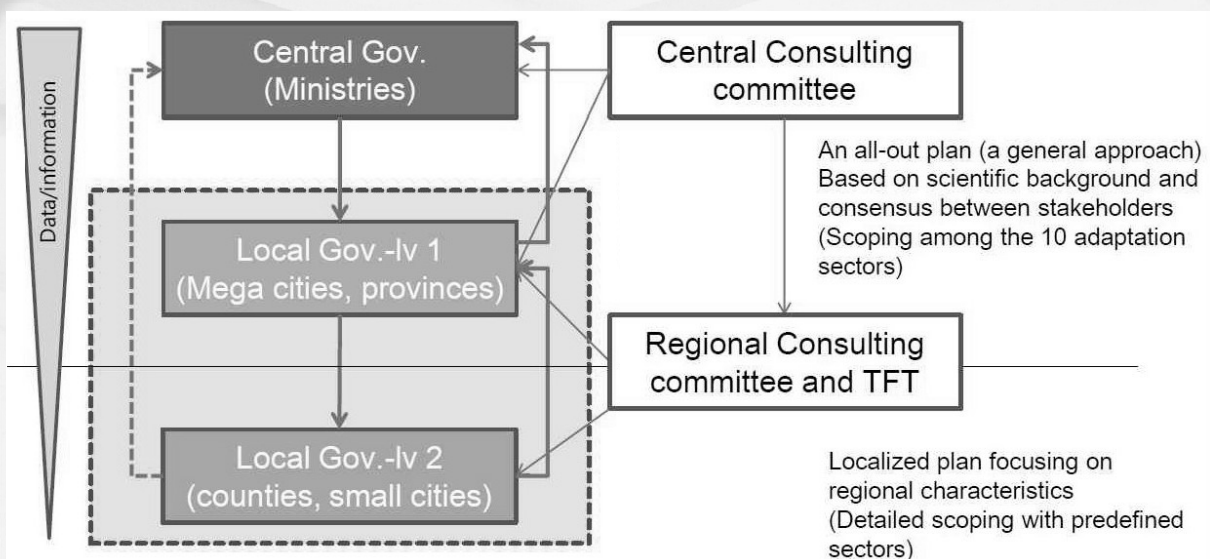 Data/information
Central Gov.
(Ministries)
Central Consulting
committee
An all-out plan (a general approach)
Based on scientific background and
consensus between stakeholders
(Scoping among the 10 adaptation
sectors)
Local Gov.-lv 1
(Mega cities, provinces)
Regional Consulting
committee and TFT
Local Gov.-lv 2
(counties, small cities)
Localized plan focusing on
regional characteristics
(Detailed scoping with predefined
sectors)